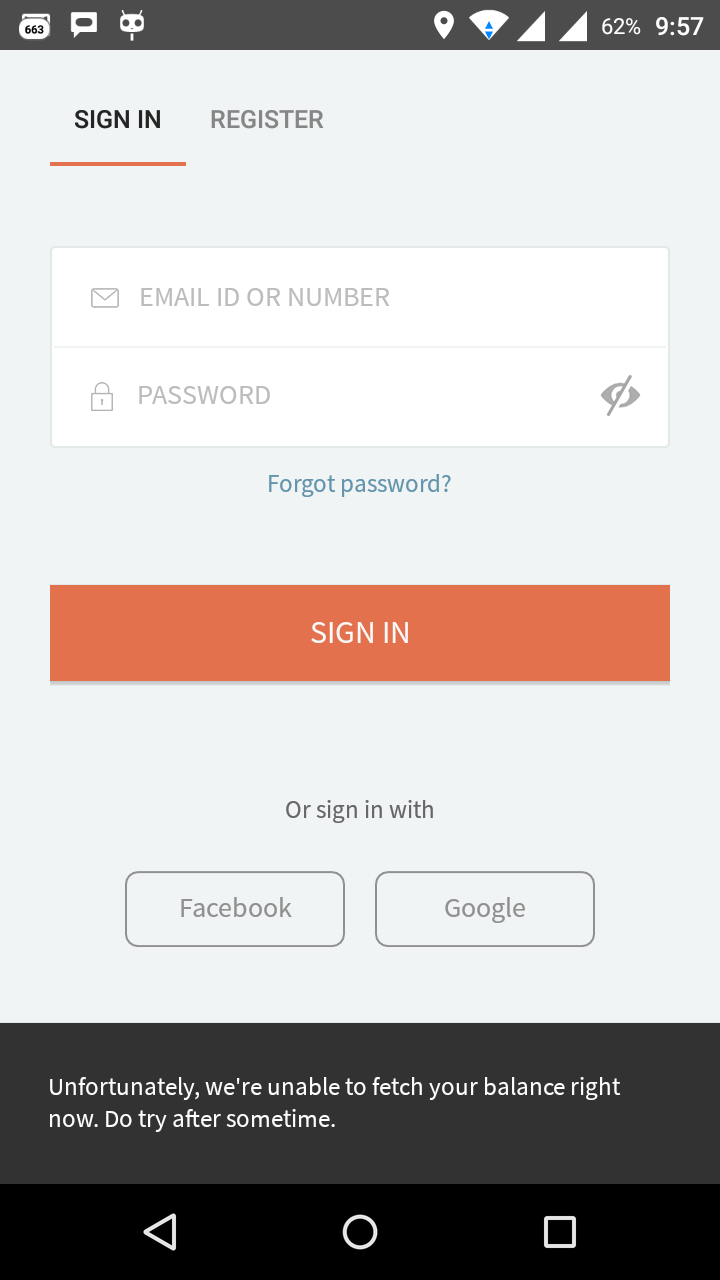 663
62% 9:57
SIGN IN REGISTER
EMAIL ID OR NUMBER
PASSWORD
Forgot password?
SIGN IN
Or sign in with
Facebook Google
Unfortunately, we're unable to fetch your balance right
now. Do try after sometime.